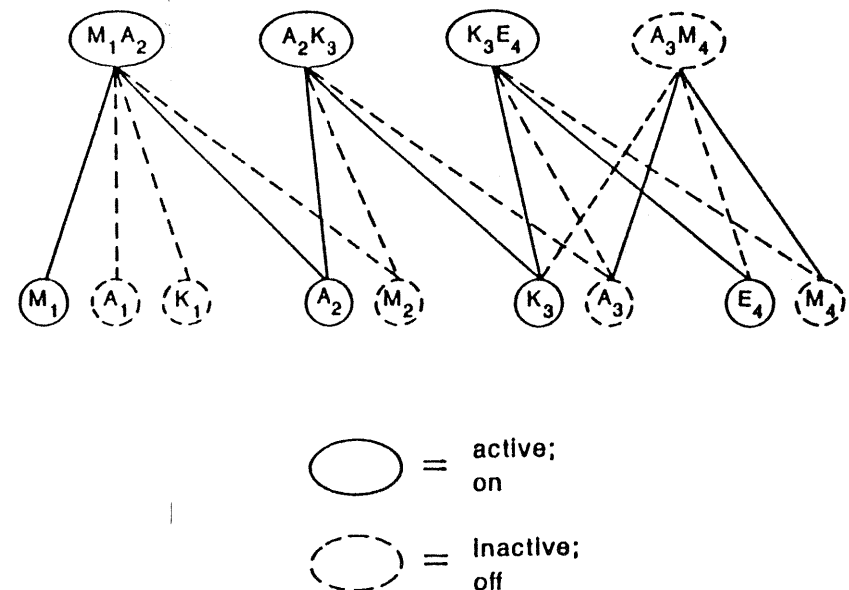 M1A2 A2K3 K3E4 A3M4
M1 A1 K1 A2 M2 K3 A3 E4 M4
= active;
on
= inactive;
off